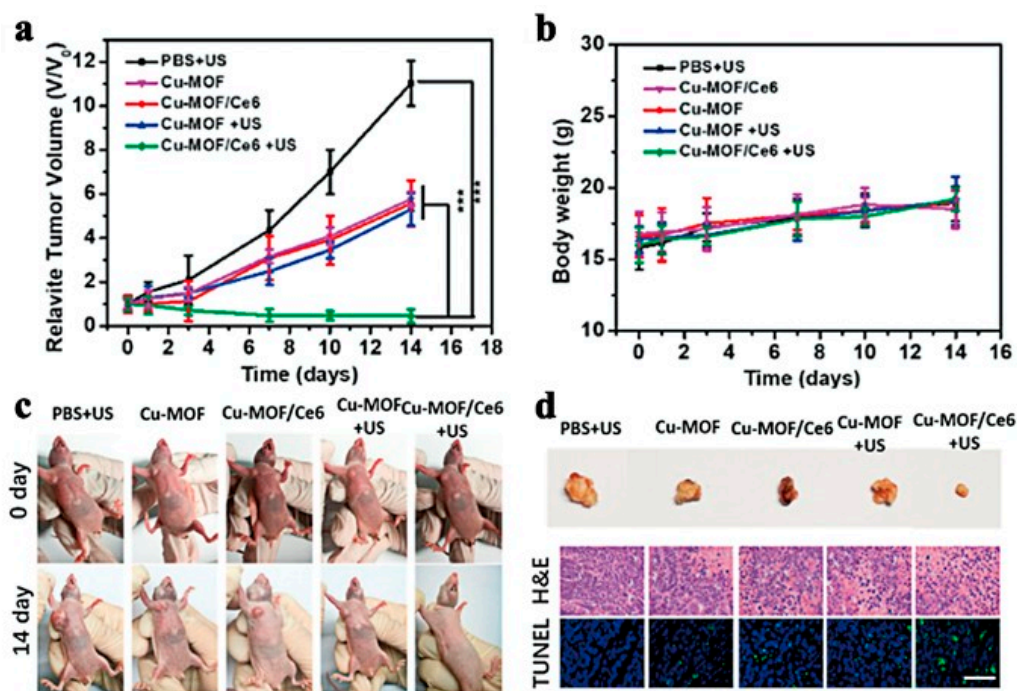 a
Relavite Tumor Volume (V/V₀)
12
10
8
6
4
2
0
PBS+US
Cu-MOF
Cu-MOF/Ce6
Cu-MOF +US
Cu-MOF/Ce6 +US
***
***
0 2 4 6 8 10 12 14 16 18
Time (days)
b
Body weight (g)
30
25
20
15
10
PBS+US
Cu-MOF/Ce6
Cu-MOF
Cu-MOF +US
Cu-MOF/Ce6 +US
0 2 4 6 8 10 12 14 16
Time (days)
c
PBS+US
Cu-MOF
Cu-MOF/Ce6
Cu-MOF
+US
Cu-MOF/Ce6
+US
0 day
14 day
d
PBS+US
Cu-MOF
Cu-MOF/Ce6
Cu-MOF
+US
Cu-MOF/Ce6
+US
H&E
TUNEL